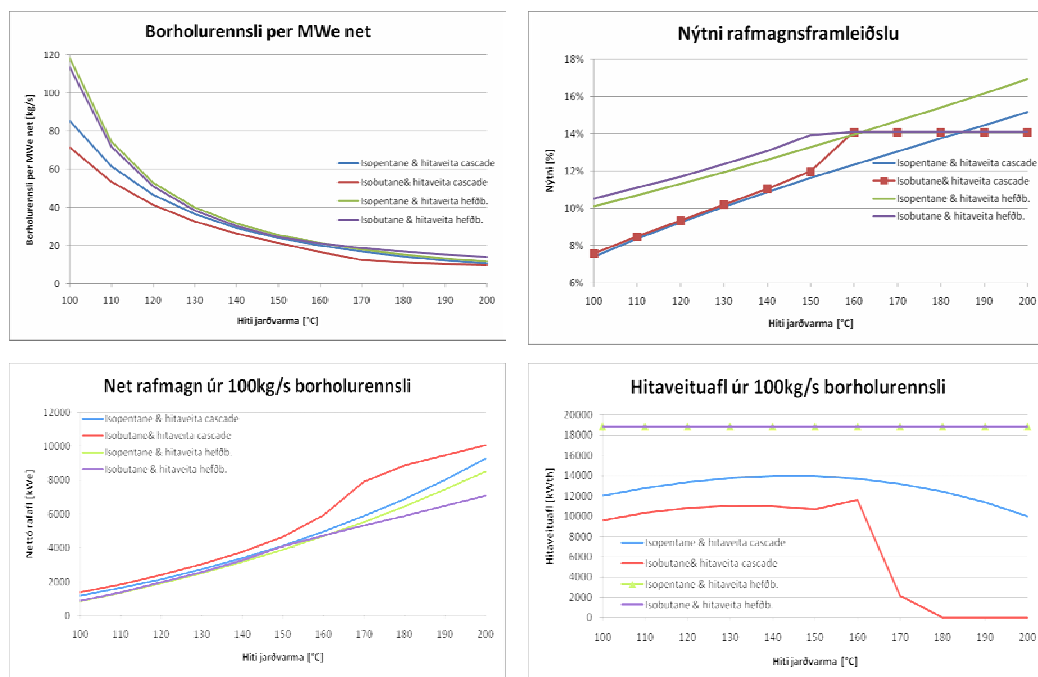 Borholurennsli per MWe net
Borholurennsli per MWe net [kg/s]
120
100
80
60
40
20
0
100 110 120 130 140 150 160 170 180 190 200
Hiti jarðvarma [°C]
Isopentane & hitaveita cascade
Isobutane& hitaveita cascade
Isopentane & hitaveita hefðb.
Isobutane & hitaveita hefðb.
Nýtni rafmagnsframleiðslu
Nýtni [%]
18%
16%
14%
12%
10%
8%
6%
100 110 120 130 140 150 160 170 180 190 200
Hiti jarðvarma [°C]
Isopentane & hitaveita cascade
Isobutane& hitaveita cascade
Isopentane & hitaveita hefðb.
Isobutane & hitaveita hefðb.
Net rafmagn úr 100kg/s borholurennsli
Nettó rafafl [kWe]
12000
10000
8000
6000
4000
2000
0
100 110 120 130 140 150 160 170 180 190 200
Hiti jarðvarma [°C]
Isopentane & hitaveita cascade
Isobutane& hitaveita cascade
Isopentane & hitaveita hefðb.
Isobutane & hitaveita hefðb.
Hitaveituafl úr 100kg/s borholurennsli
Hitaveituafl [kWth]
20000
18000
16000
14000
12000
10000
8000
6000
4000
2000
0
100 110 120 130 140 150 160 170 180 190 200
Hiti jarðvarma [°C]
Isopentane & hitaveita cascade
Isobutane& hitaveita cascade
Isopentane & hitaveita hefðb.
Isobutane & hitaveita hefðb.